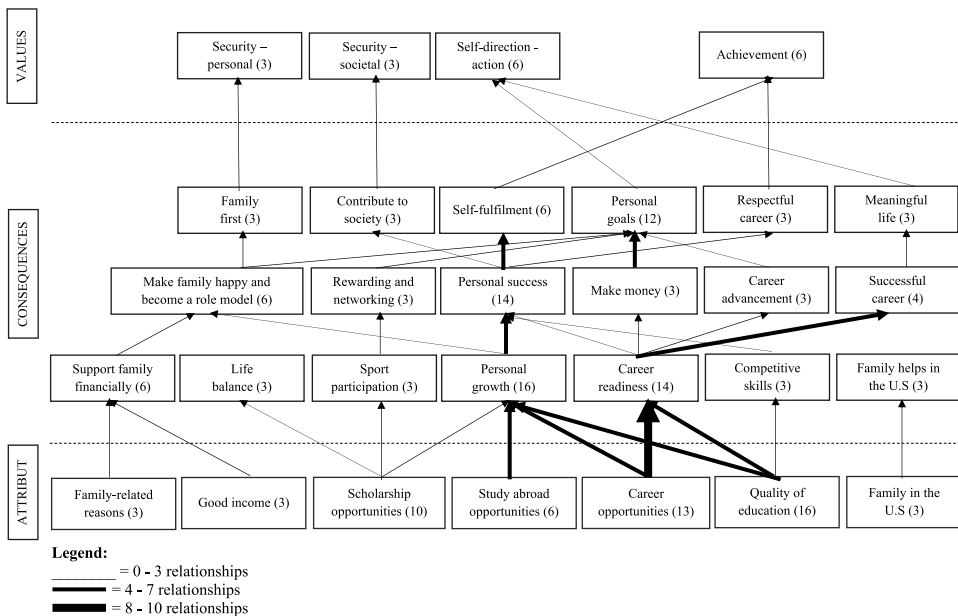 VALUES
Security –
personal (3)
Security –
societal (3)
Self-direction -
action (6)
Achievement (6)
CONSEQUENCES
Family
first (3)
Contribute to
society (3)
Self-fulfilment (6)
Personal
goals (12)
Respectful
career (3)
Meaningful
life (3)
Make family happy and
become a role model (6)
Rewarding and
networking (3)
Personal success
(14)
Make money (3)
Career
advancement (3)
Successful
career (4)
Support family
financially (6)
Life
balance (3)
Sport
participation (3)
Personal
growth (16)
Career
readiness (14)
Competitive
skills (3)
Family helps in
the U.S (3)
ATTRIBUT
Family-related
reasons (3)
Good income (3)
Scholarship
opportunities (10)
Study abroad
opportunities (6)
Career
opportunities (13)
Quality of
education (16)
Family in the
U.S (3)
Legend:
= 0 - 3 relationships
= 4 - 7 relationships
= 8 - 10 relationships